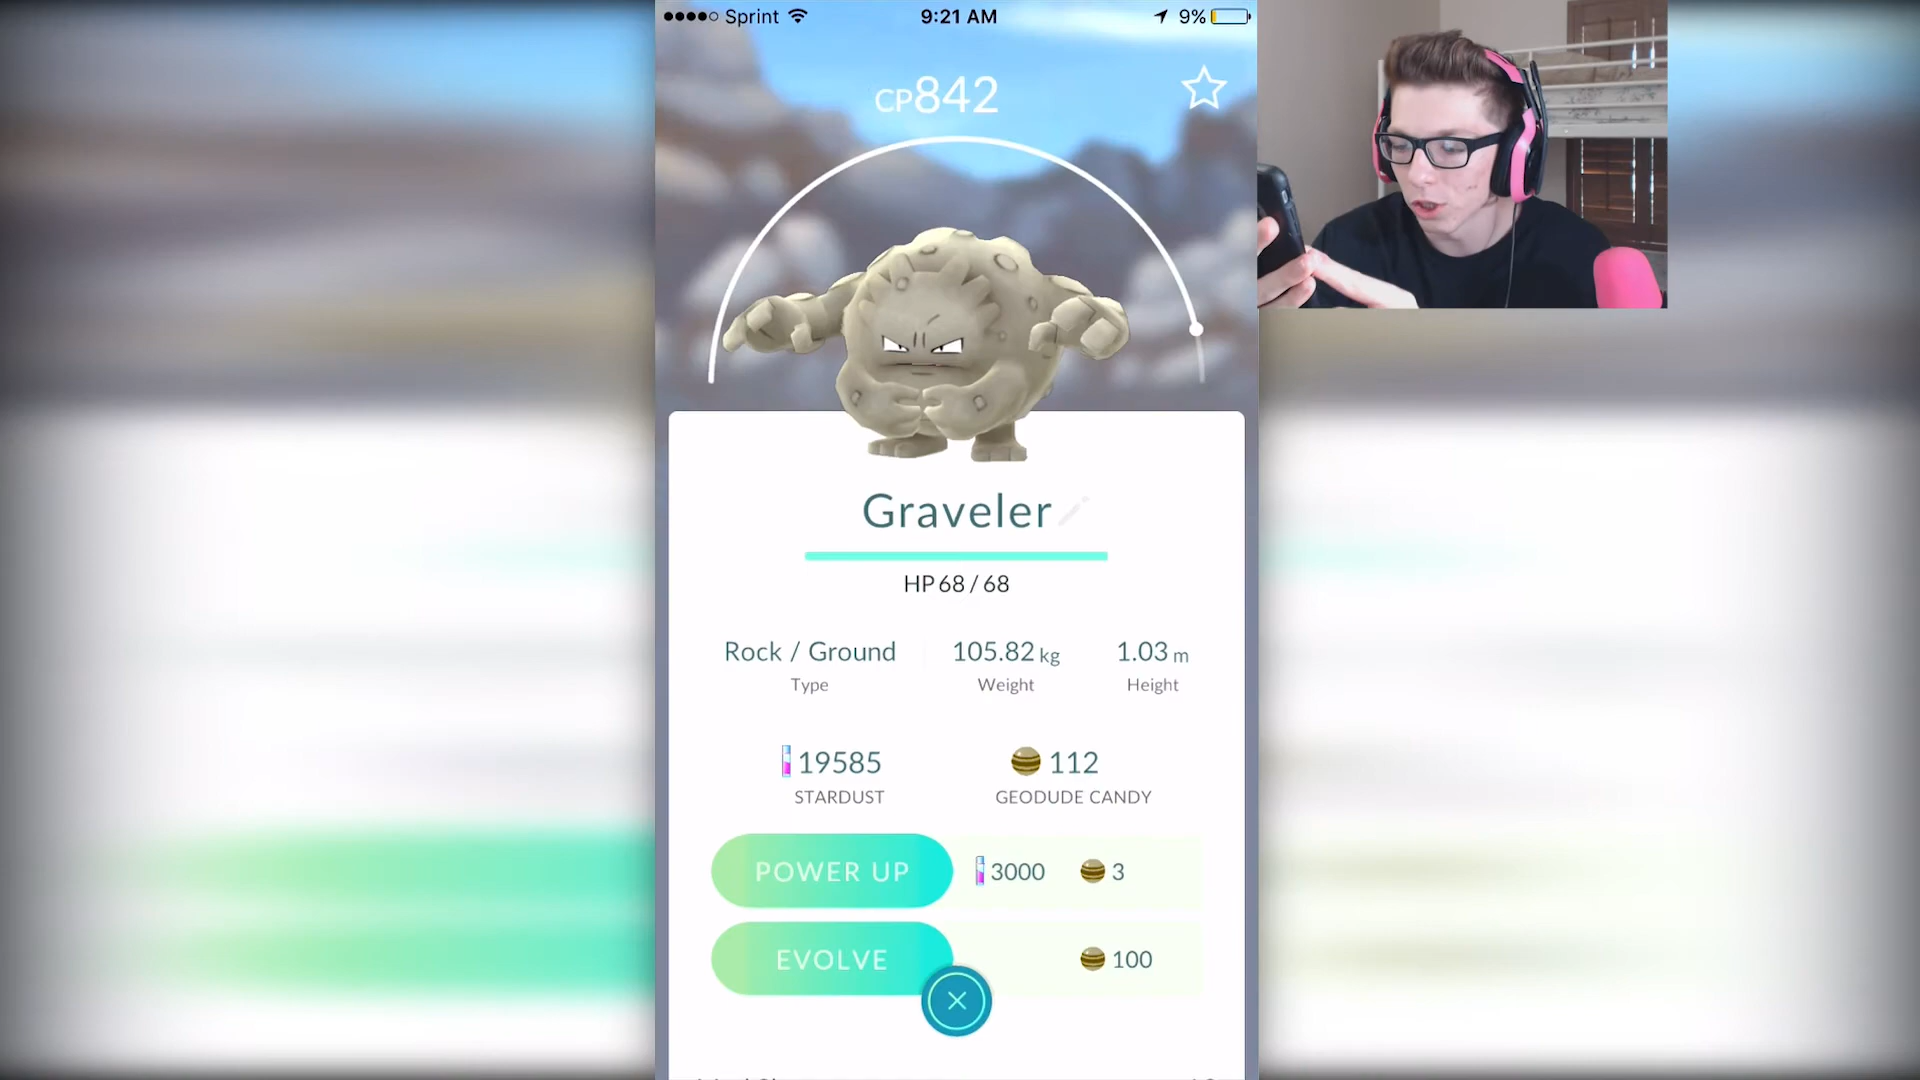 Sprint 9:21 AM 9%
CP842
Graveler
HP 68 / 68
Rock / Ground 105.82 kg 1.03 m
Type Weight Height
19585 112
STARDUST GEODUDE CANDY
POWER UP 3000 3
EVOLVE 100